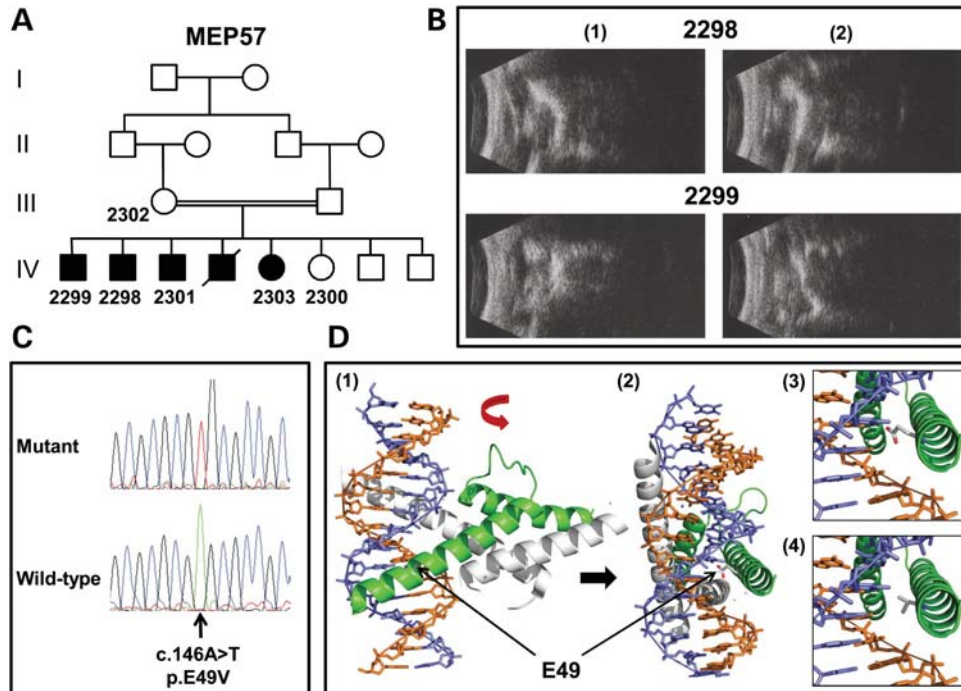 A
MEP57
I
II
III
2302
IV
2299 2298 2301 2303 2300
B
(1) 2298 (2)
2299
C
Mutant
Wild-type
c.146A>T
p.E49V
D
(1) (2) (3)
(4)
E49